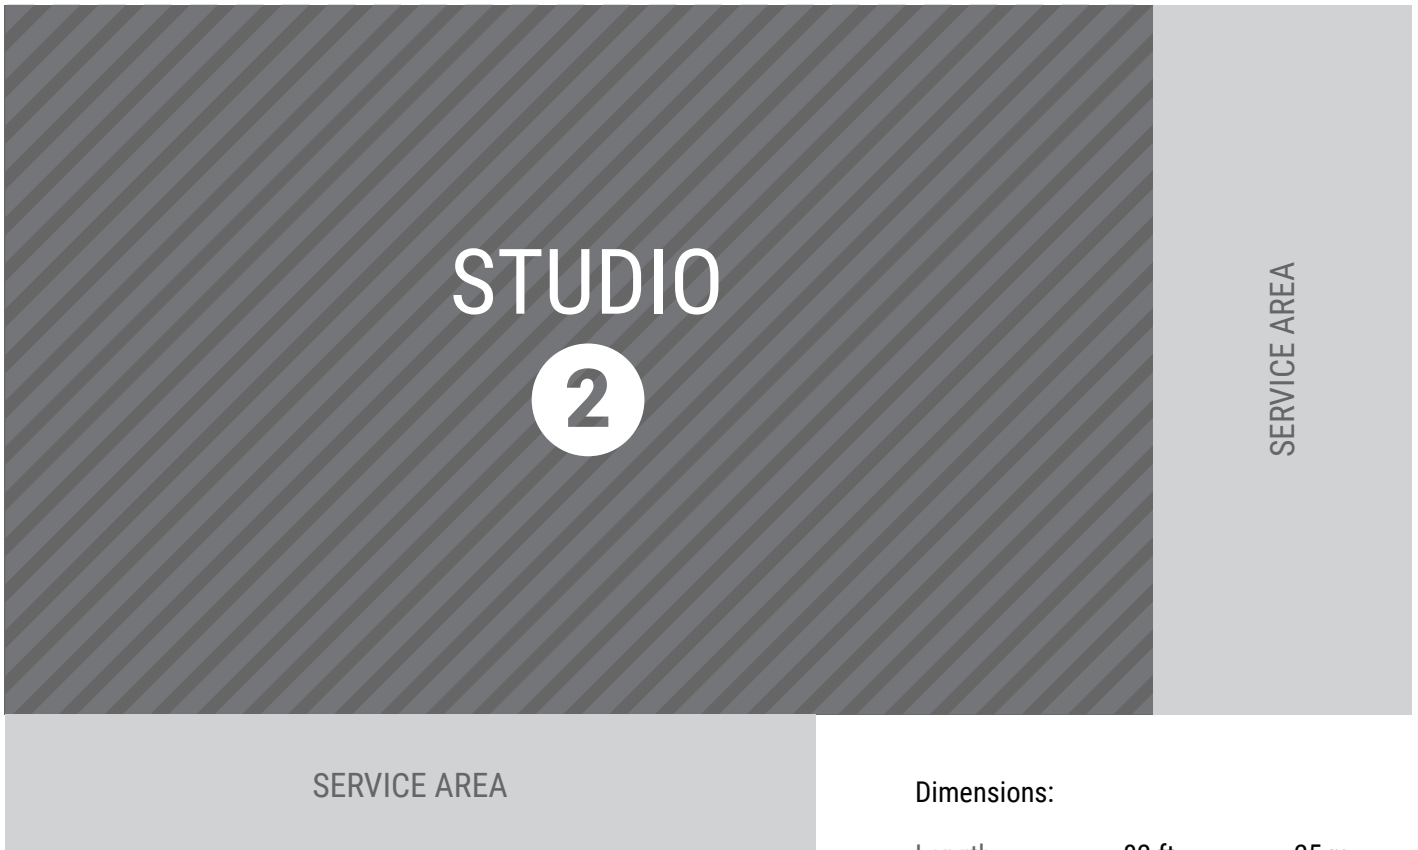 STUDIO
2
SERVICE AREA
SERVICE AREA
Dimensions: